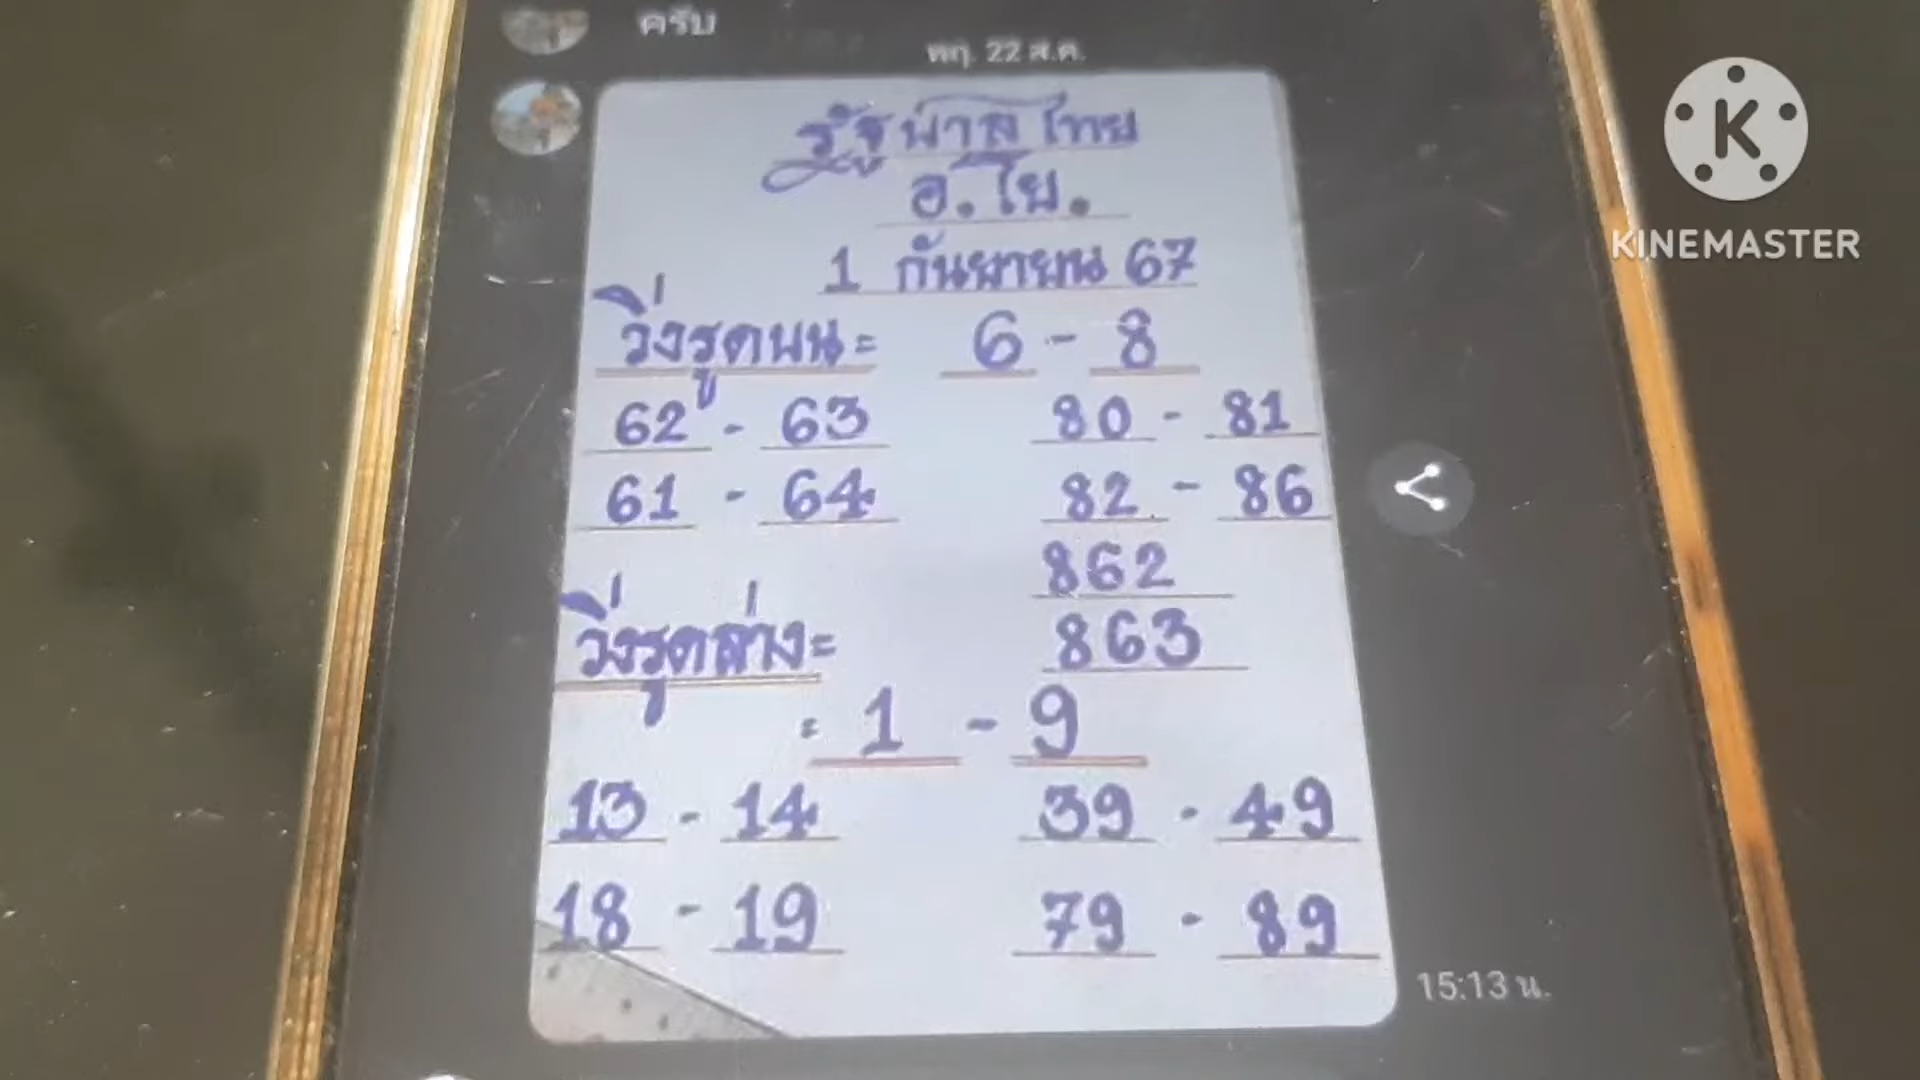 ครับ
พฤ. 22 ส.ค.
รัฐบาลไทย
อ.โย.
1 กันยายน 67
วิ่งรูดบน= 6 - 8
62 - 63 80 - 81
61 - 64 82 - 86
862
863
วิ่งรูดล่าง=
= 1 - 9
13 - 14 39 - 49
18 - 19 79 - 89
15:13 น.
K
KINEMASTER